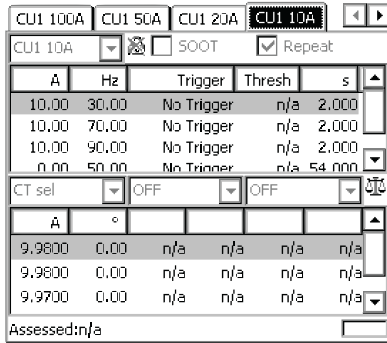 CU1 100A CU1 50A CU1 20A CU1 10A
CU1 10A SOOT Repeat
A Hz Trigger Thresh s
10.00 30.00 No Trigger n/a 2.000
10.00 70.00 No Trigger n/a 2.000
10.00 90.00 No Trigger n/a 2.000
0.00 50.00 No Trigger n/a 54.000
CT sel OFF OFF
A °
9.9800 0.00 n/a n/a n/a n/a
9.9800 0.00 n/a n/a n/a n/a
9.9700 0.00 n/a n/a n/a n/a
Assessed:n/a